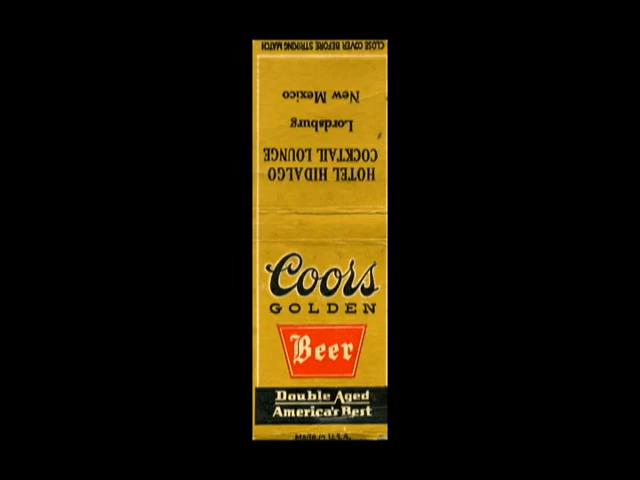 CLOSE COVER BEFORE STRIKING MATCH
New Mexico
Lordsburg
COCKTAIL LOUNGE
HOTEL HIDALGO
Coors
GOLDEN
Beer
Double Aged
America's Best
MADE IN U.S.A.